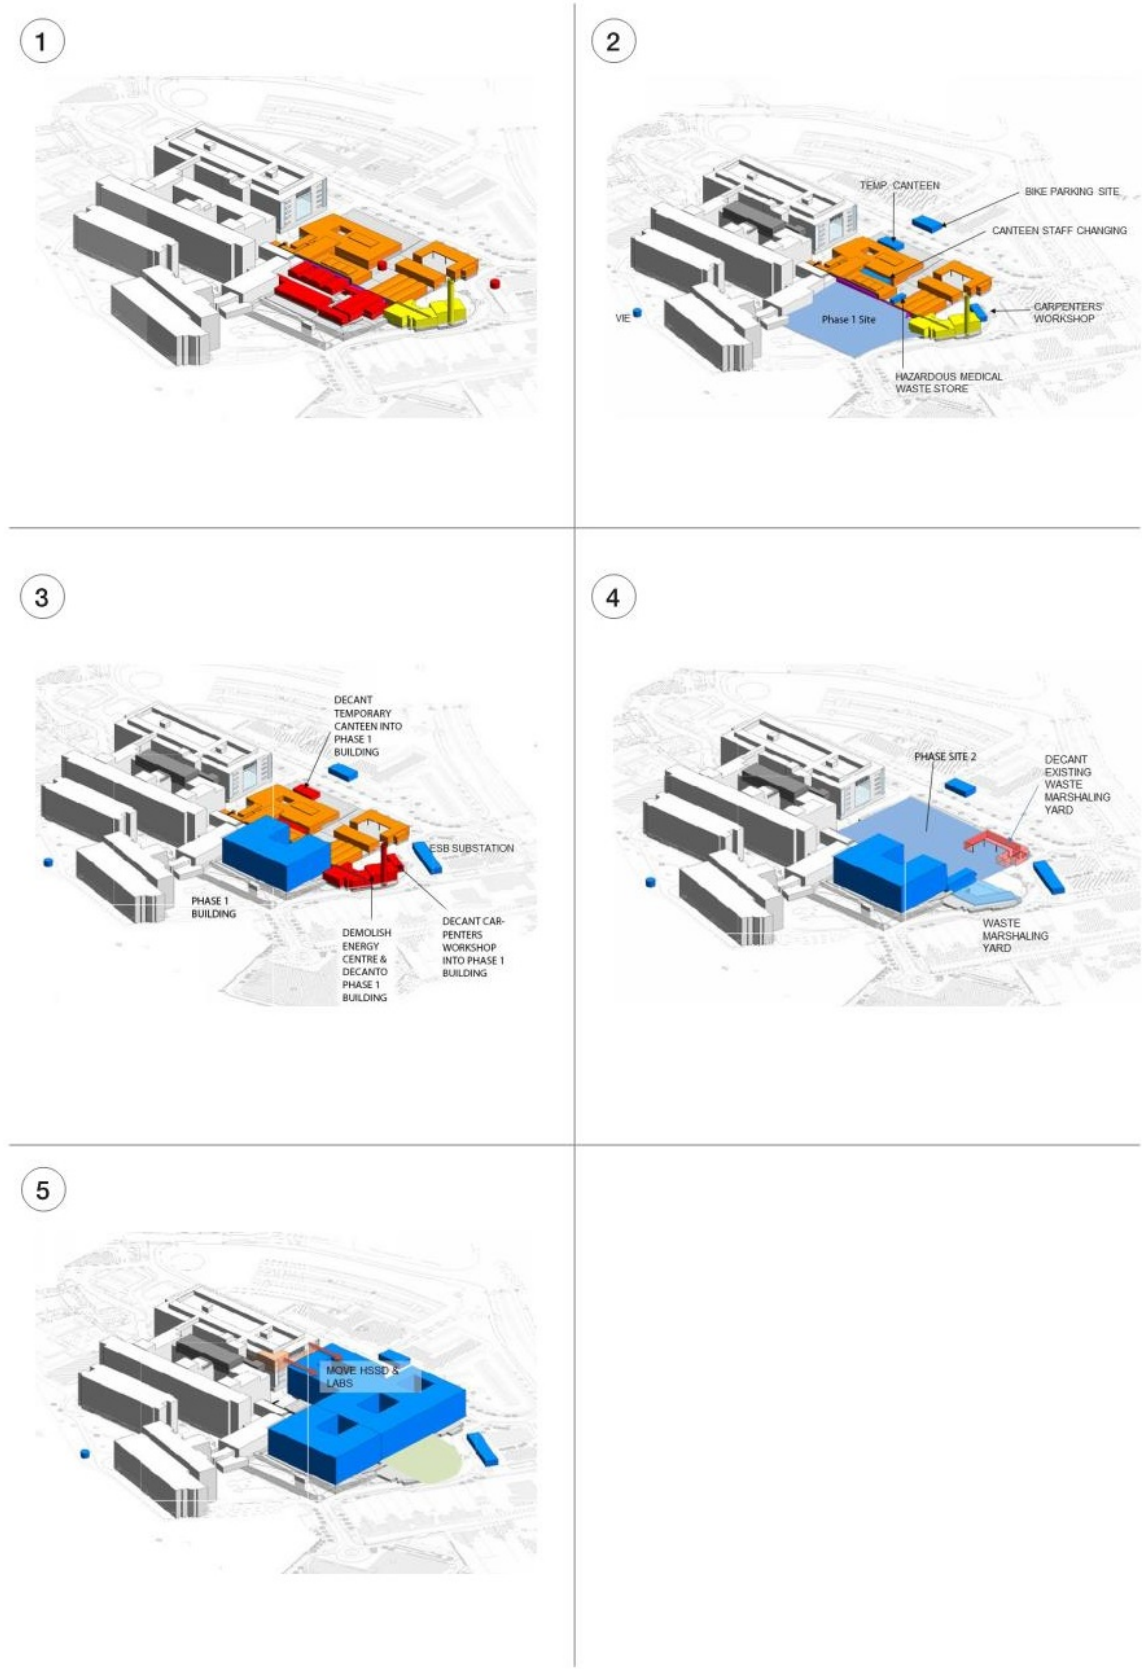 1
2
TEMP. CANTEEN
BIKE PARKING SITE
CANTEEN STAFF CHANGING
VIE
Phase 1 Site
CARPENTERS'
WORKSHOP
HAZARDOUS MEDICAL
WASTE STORE
3
DECANT
TEMPORARY
CANTEEN INTO
PHASE 1
BUILDING
ESB SUBSTATION
PHASE 1
BUILDING
DEMOLISH
ENERGY
CENTRE &
DECANTO
PHASE 1
BUILDING
DECANT CAR-
PENTERS
WORKSHOP
INTO PHASE 1
BUILDING
4
PHASE SITE 2
DECANT
EXISTING
WASTE
MARSHALING
YARD
WASTE
MARSHALING
YARD
5
MOVE HSSD &
LABS